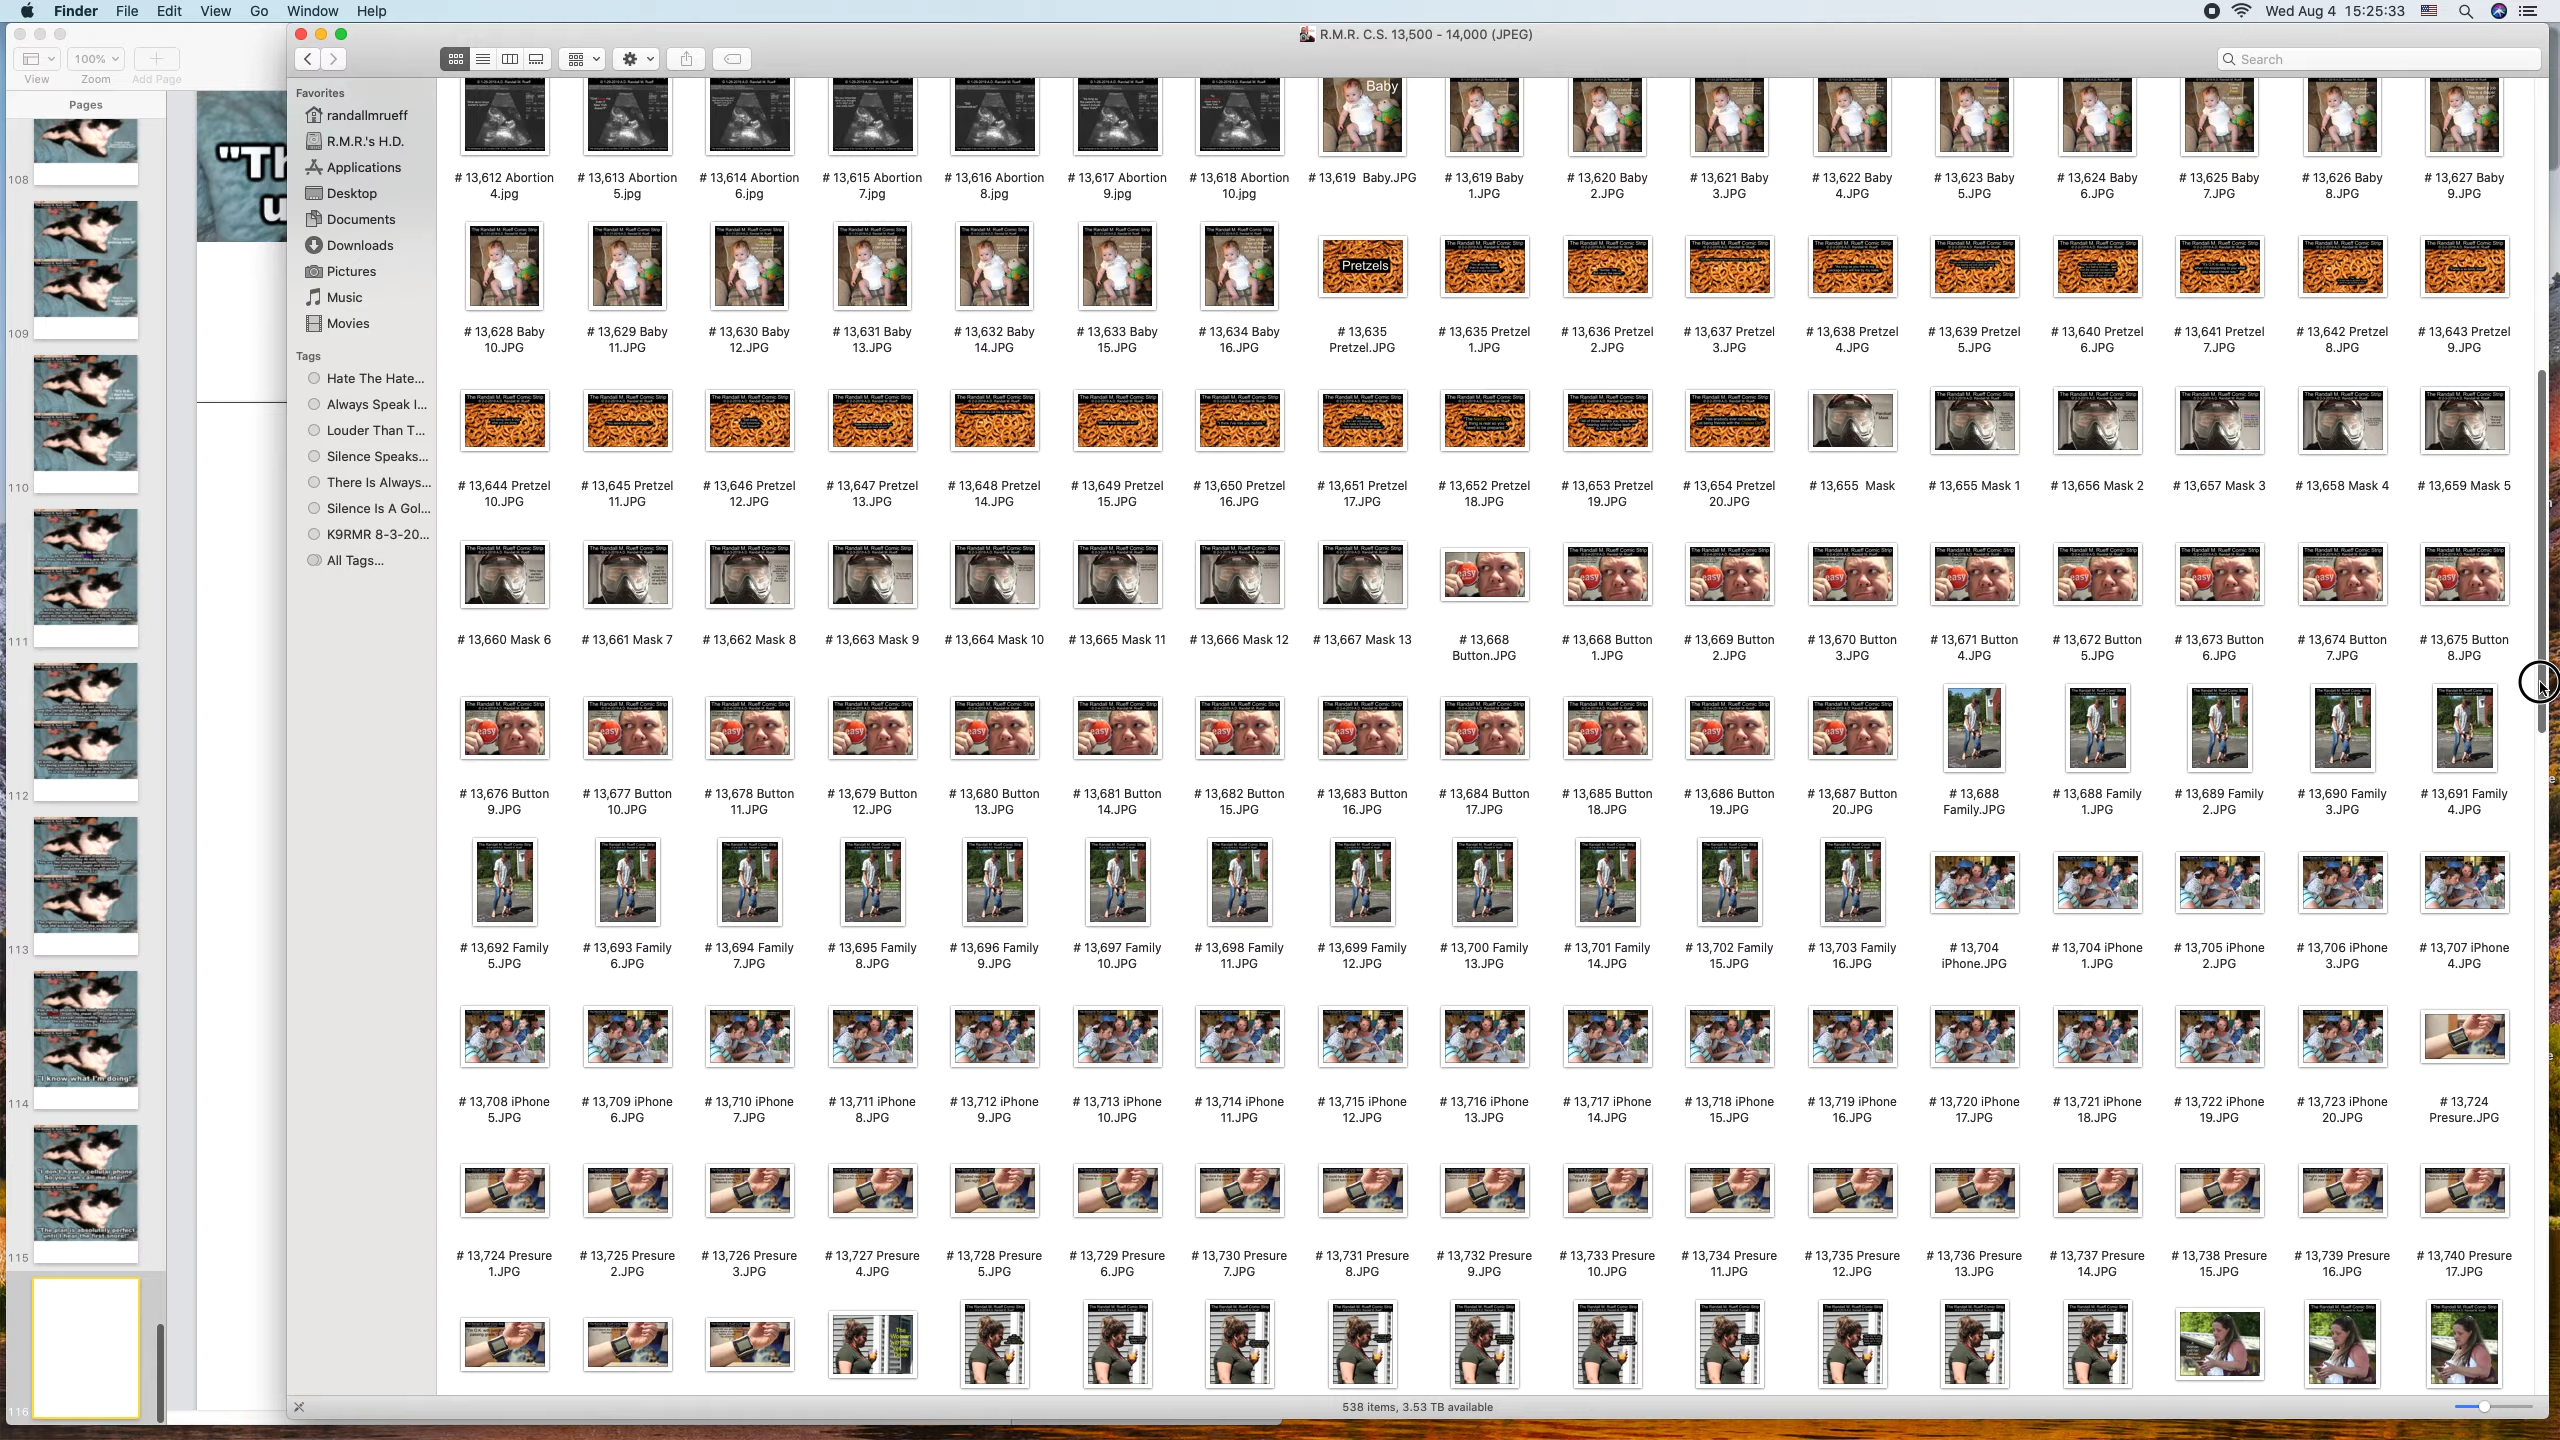 Finder File Edit View Go Window Help
Wed Aug 4 15:25:33
R.M.R. C.S. 13,500 - 14,000 (JPEG)
100%
View Zoom Add Page
Search
Pages
108
109
110
111
112
113
114
115
116
"I know what I'm doing!"
"I don't have a cellular phone
So you can call me later!"
"The plan is absolutely perfect
until I hear the first snore!"
Favorites
randallmrueff
R.M.R.'s H.D.
Applications
Desktop
Documents
Downloads
Pictures
Music
Movies
Tags
Hate The Hate...
Always Speak I...
Louder Than T...
Silence Speaks...
There Is Always...
Silence Is A Gol...
K9RMR 8-3-20...
All Tags...
Baby
# 13,612 Abortion 4.jpg
# 13,613 Abortion 5.jpg
# 13,614 Abortion 6.jpg
# 13,615 Abortion 7.jpg
# 13,616 Abortion 8.jpg
# 13,617 Abortion 9.jpg
# 13,618 Abortion 10.jpg
# 13,619 Baby.JPG
# 13,619 Baby 1.JPG
# 13,620 Baby 2.JPG
# 13,621 Baby 3.JPG
# 13,622 Baby 4.JPG
# 13,623 Baby 5.JPG
# 13,624 Baby 6.JPG
# 13,625 Baby 7.JPG
# 13,626 Baby 8.JPG
# 13,627 Baby 9.JPG
Pretzels
# 13,628 Baby 10.JPG
# 13,629 Baby 11.JPG
# 13,630 Baby 12.JPG
# 13,631 Baby 13.JPG
# 13,632 Baby 14.JPG
# 13,633 Baby 15.JPG
# 13,634 Baby 16.JPG
# 13,635 Pretzel.JPG
# 13,635 Pretzel 1.JPG
# 13,636 Pretzel 2.JPG
# 13,637 Pretzel 3.JPG
# 13,638 Pretzel 4.JPG
# 13,639 Pretzel 5.JPG
# 13,640 Pretzel 6.JPG
# 13,641 Pretzel 7.JPG
# 13,642 Pretzel 8.JPG
# 13,643 Pretzel 9.JPG
# 13,644 Pretzel 10.JPG
# 13,645 Pretzel 11.JPG
# 13,646 Pretzel 12.JPG
# 13,647 Pretzel 13.JPG
# 13,648 Pretzel 14.JPG
# 13,649 Pretzel 15.JPG
# 13,650 Pretzel 16.JPG
# 13,651 Pretzel 17.JPG
# 13,652 Pretzel 18.JPG
# 13,653 Pretzel 19.JPG
# 13,654 Pretzel 20.JPG
# 13,655 Mask
# 13,655 Mask 1
# 13,656 Mask 2
# 13,657 Mask 3
# 13,658 Mask 4
# 13,659 Mask 5
# 13,660 Mask 6
# 13,661 Mask 7
# 13,662 Mask 8
# 13,663 Mask 9
# 13,664 Mask 10
# 13,665 Mask 11
# 13,666 Mask 12
# 13,667 Mask 13
# 13,668 Button.JPG
# 13,668 Button 1.JPG
# 13,669 Button 2.JPG
# 13,670 Button 3.JPG
# 13,671 Button 4.JPG
# 13,672 Button 5.JPG
# 13,673 Button 6.JPG
# 13,674 Button 7.JPG
# 13,675 Button 8.JPG
# 13,676 Button 9.JPG
# 13,677 Button 10.JPG
# 13,678 Button 11.JPG
# 13,679 Button 12.JPG
# 13,680 Button 13.JPG
# 13,681 Button 14.JPG
# 13,682 Button 15.JPG
# 13,683 Button 16.JPG
# 13,684 Button 17.JPG
# 13,685 Button 18.JPG
# 13,686 Button 19.JPG
# 13,687 Button 20.JPG
# 13,688 Family.JPG
# 13,688 Family 1.JPG
# 13,689 Family 2.JPG
# 13,690 Family 3.JPG
# 13,691 Family 4.JPG
# 13,692 Family 5.JPG
# 13,693 Family 6.JPG
# 13,694 Family 7.JPG
# 13,695 Family 8.JPG
# 13,696 Family 9.JPG
# 13,697 Family 10.JPG
# 13,698 Family 11.JPG
# 13,699 Family 12.JPG
# 13,700 Family 13.JPG
# 13,701 Family 14.JPG
# 13,702 Family 15.JPG
# 13,703 Family 16.JPG
# 13,704 iPhone.JPG
# 13,704 iPhone 1.JPG
# 13,705 iPhone 2.JPG
# 13,706 iPhone 3.JPG
# 13,707 iPhone 4.JPG
# 13,708 iPhone 5.JPG
# 13,709 iPhone 6.JPG
# 13,710 iPhone 7.JPG
# 13,711 iPhone 8.JPG
# 13,712 iPhone 9.JPG
# 13,713 iPhone 10.JPG
# 13,714 iPhone 11.JPG
# 13,715 iPhone 12.JPG
# 13,716 iPhone 13.JPG
# 13,717 iPhone 14.JPG
# 13,718 iPhone 15.JPG
# 13,719 iPhone 16.JPG
# 13,720 iPhone 17.JPG
# 13,721 iPhone 18.JPG
# 13,722 iPhone 19.JPG
# 13,723 iPhone 20.JPG
# 13,724 Presure.JPG
# 13,724 Presure 1.JPG
# 13,725 Presure 2.JPG
# 13,726 Presure 3.JPG
# 13,727 Presure 4.JPG
# 13,728 Presure 5.JPG
# 13,729 Presure 6.JPG
# 13,730 Presure 7.JPG
# 13,731 Presure 8.JPG
# 13,732 Presure 9.JPG
# 13,733 Presure 10.JPG
# 13,734 Presure 11.JPG
# 13,735 Presure 12.JPG
# 13,736 Presure 13.JPG
# 13,737 Presure 14.JPG
# 13,738 Presure 15.JPG
# 13,739 Presure 16.JPG
# 13,740 Presure 17.JPG
538 items, 3.53 TB available